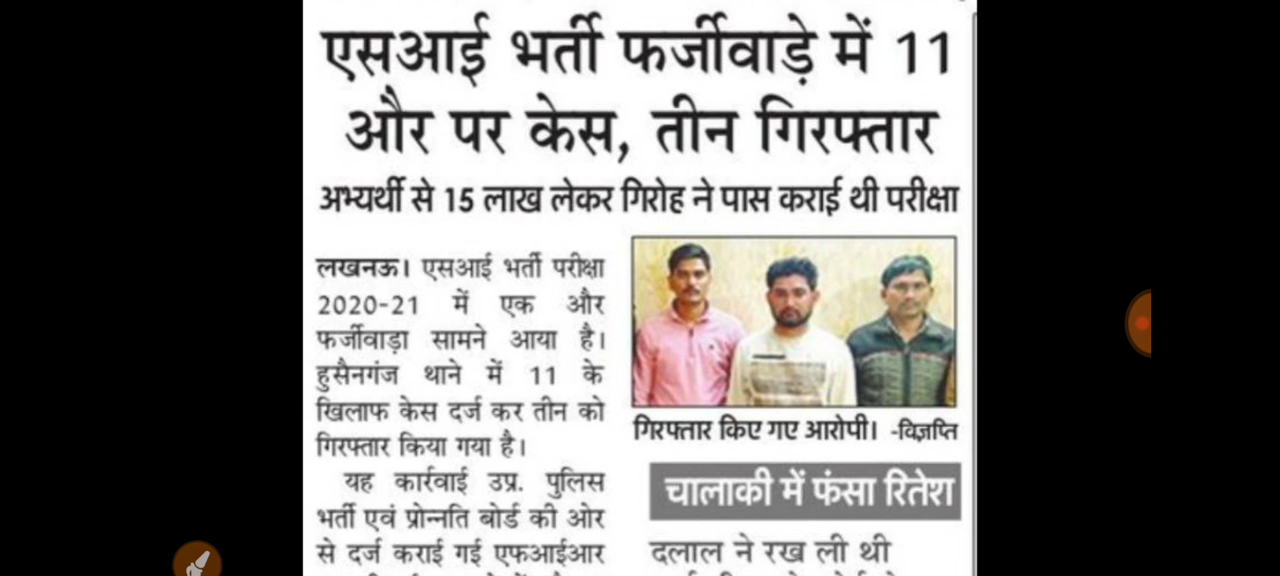 एसआई भर्ती फर्जीवाड़े में 11
और पर केस, तीन गिरफ्तार
अभ्यर्थी से 15 लाख लेकर गिरोह ने पास कराई थी परीक्षा
लखनऊ। एसआई भर्ती परीक्षा
2020-21 में एक और
फर्जीवाड़ा सामने आया है।
हुसैनगंज थाने में 11 के
खिलाफ केस दर्ज कर तीन को
गिरफ्तार किया गया है।
यह कार्रवाई उप्र. पुलिस
भर्ती एवं प्रोन्नति बोर्ड की ओर
से दर्ज कराई गई एफआईआर
गिरफ्तार किए गए आरोपी। -विज्ञप्ति
चालाकी में फंसा रितेश
दलाल ने रख ली थी